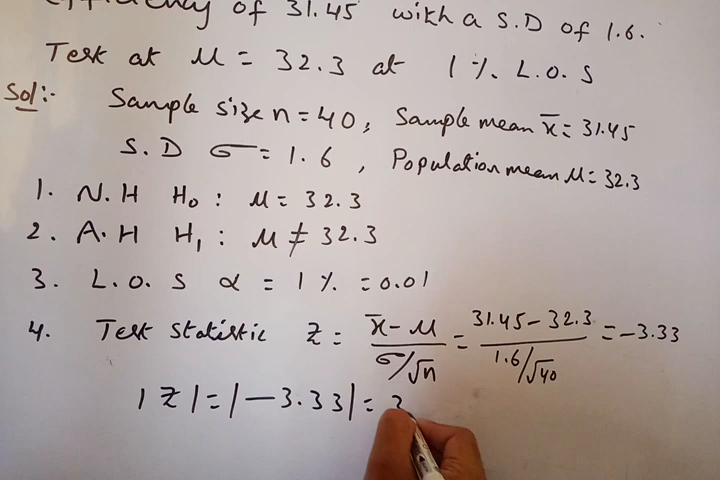 efficiency of 31.45 with a S.D of 1.6.
Test at μ = 32.3 at 1% L.O.S
Sol:- Sample size n = 40, Sample mean x̄ = 31.45
S.D σ = 1.6, Population mean μ = 32.3
1. N.H H₀ : μ = 32.3
2. A.H H₁ : μ ≠ 32.3
3. L.O.S α = 1% = 0.01
4. Test Statistic Z = (x̄ - μ)/(σ/√n) = (31.45 - 32.3)/(1.6/√40) = -3.33
|Z| = |-3.33| = 3